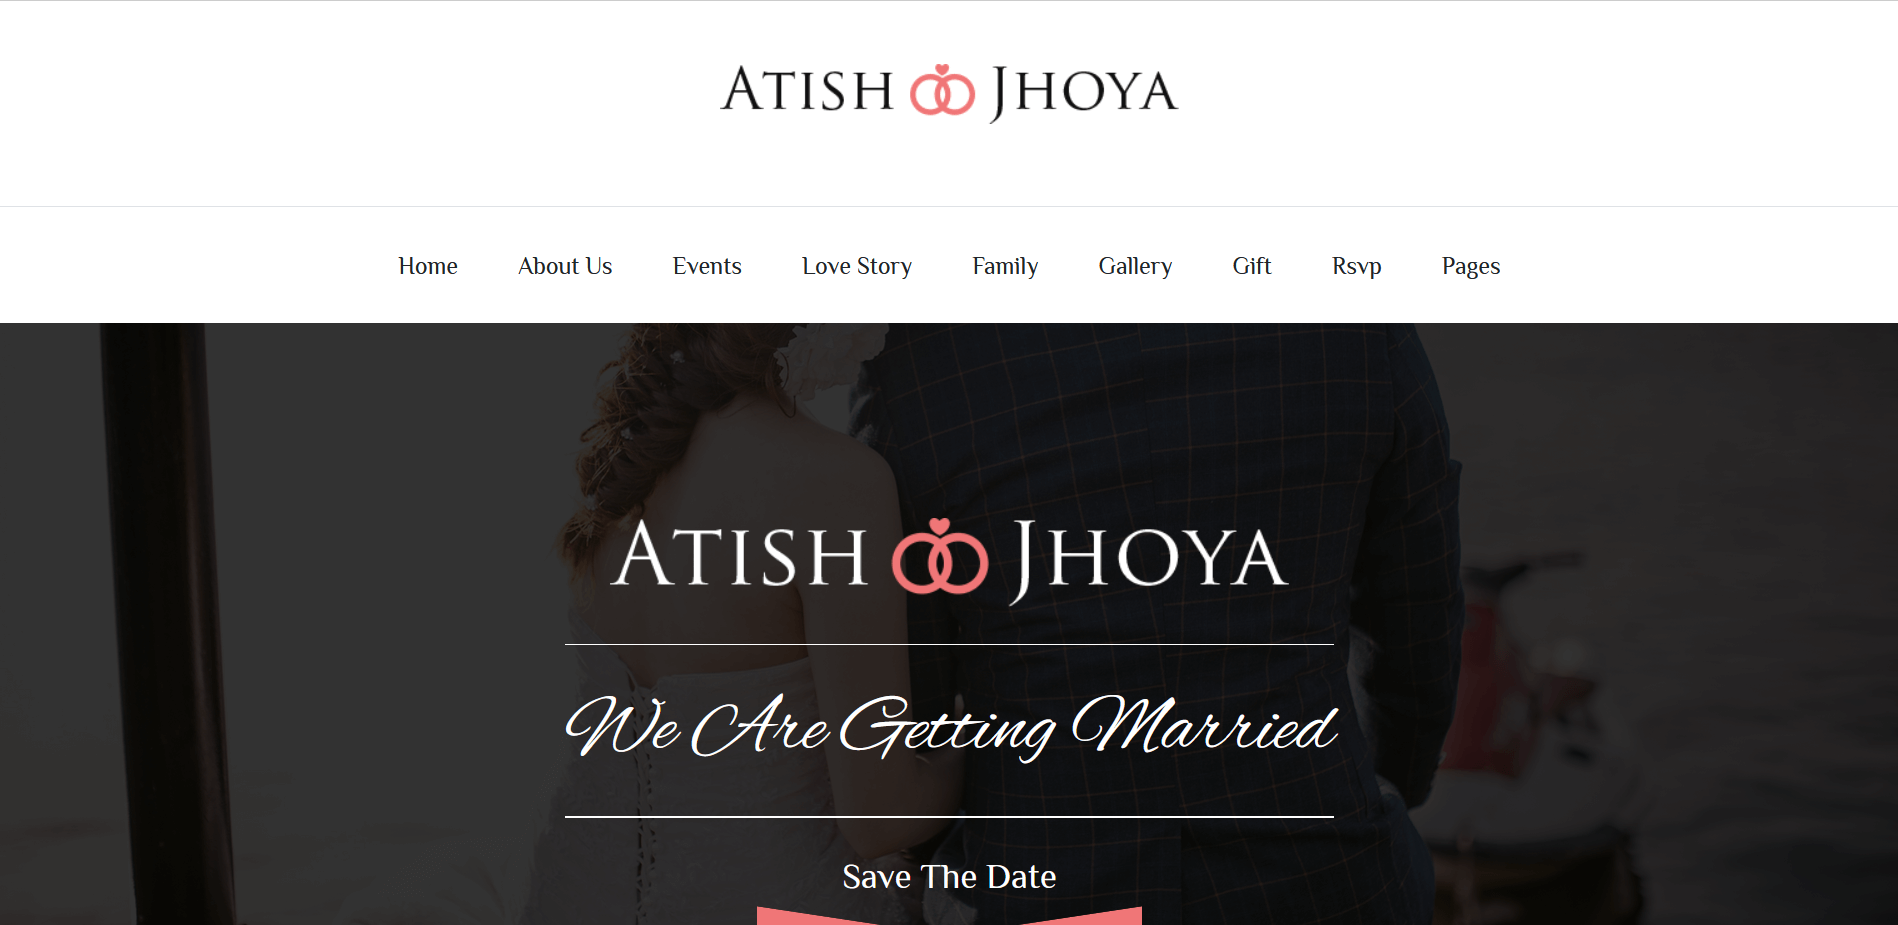 ATISH JHOYA
Home About Us Events Love Story Family Gallery Gift Rsvp Pages
ATISH JHOYA
We Are Getting Married
Save The Date